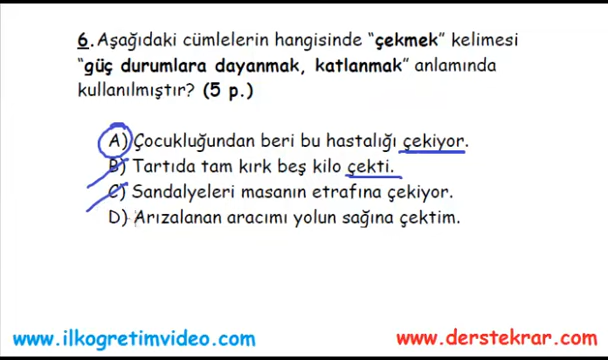 6. Aşağıdaki cümlelerin hangisinde “çekmek” kelimesi
“güç durumlara dayanmak, katlanmak” anlamında
kullanılmıştır? (5 p.)
A) Çocukluğundan beri bu hastalığı çekiyor.
B) Tartıda tam kırk beş kilo çekti.
C) Sandalyeleri masanın etrafına çekiyor.
D) Arızalanan aracımı yolun sağına çektim.
www.ilkogretimvideo.com www.derstekrar.com